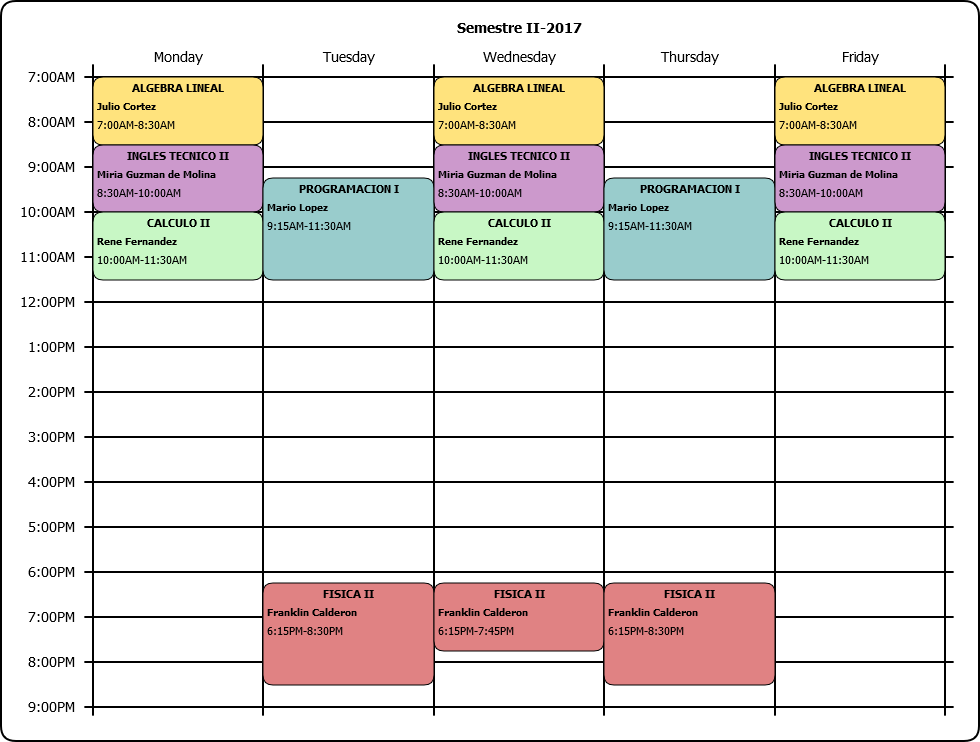 Semestre II-2017
Monday Tuesday Wednesday Thursday Friday
7:00AM
8:00AM
9:00AM
10:00AM
11:00AM
12:00PM
1:00PM
2:00PM
3:00PM
4:00PM
5:00PM
6:00PM
7:00PM
8:00PM
9:00PM
ALGEBRA LINEAL
Julio Cortez
7:00AM-8:30AM
INGLES TECNICO II
Miria Guzman de Molina
8:30AM-10:00AM
CALCULO II
Rene Fernandez
10:00AM-11:30AM
PROGRAMACION I
Mario Lopez
9:15AM-11:30AM
FISICA II
Franklin Calderon
6:15PM-8:30PM
ALGEBRA LINEAL
Julio Cortez
7:00AM-8:30AM
INGLES TECNICO II
Miria Guzman de Molina
8:30AM-10:00AM
CALCULO II
Rene Fernandez
10:00AM-11:30AM
FISICA II
Franklin Calderon
6:15PM-7:45PM
PROGRAMACION I
Mario Lopez
9:15AM-11:30AM
FISICA II
Franklin Calderon
6:15PM-8:30PM
ALGEBRA LINEAL
Julio Cortez
7:00AM-8:30AM
INGLES TECNICO II
Miria Guzman de Molina
8:30AM-10:00AM
CALCULO II
Rene Fernandez
10:00AM-11:30AM